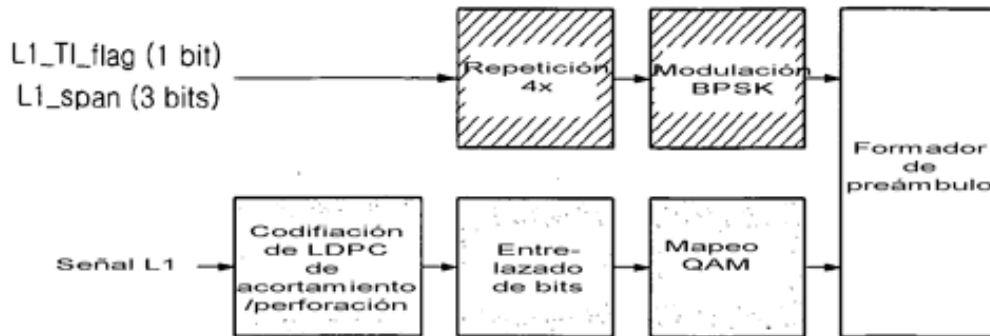 L1_TI_flag (1 bit)
L1_span (3 bits)
Repetición
4x
Modulación
BPSK
Formador
de
preámbulo
Señal L1
Codifiación
de LDPC
de
acortamiento
/perforación
Entre-
lazado
de bits
Mapeo
QAM